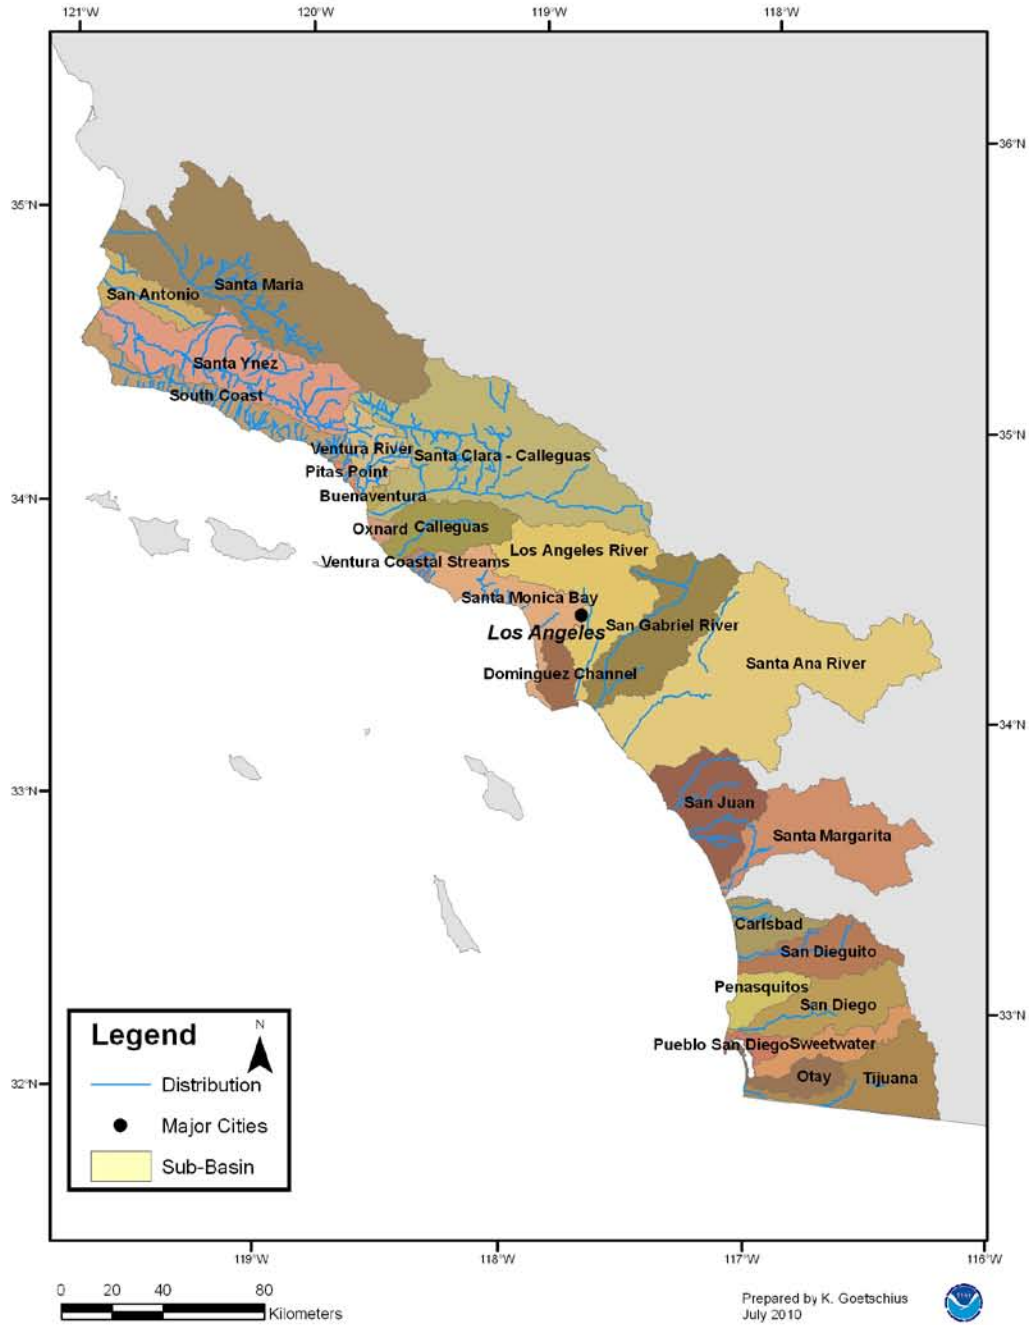 121°W 120°W 119°W 118°W
36°N
35°N
Santa Maria
San Antonio
Santa Ynez
South Coast
35°N
Ventura River
Santa Clara - Calleguas
Pitas Point
34°N
Buenaventura
Oxnard
Calleguas
Los Angeles River
Ventura Coastal Streams
Santa Monica Bay
San Gabriel River
Los Angeles
Santa Ana River
Dominguez Channel
34°N
33°N
San Juan
Santa Margarita
Carlsbad
San Dieguito
Penasquitos
San Diego
33°N
Pueblo San Diego
Sweetwater
Otay
Tijuana
32°N
Legend
N
Distribution
Major Cities
Sub-Basin
119°W 118°W 117°W 116°W
0 20 40 80
Kilometers
Prepared by K. Goetschius
July 2010